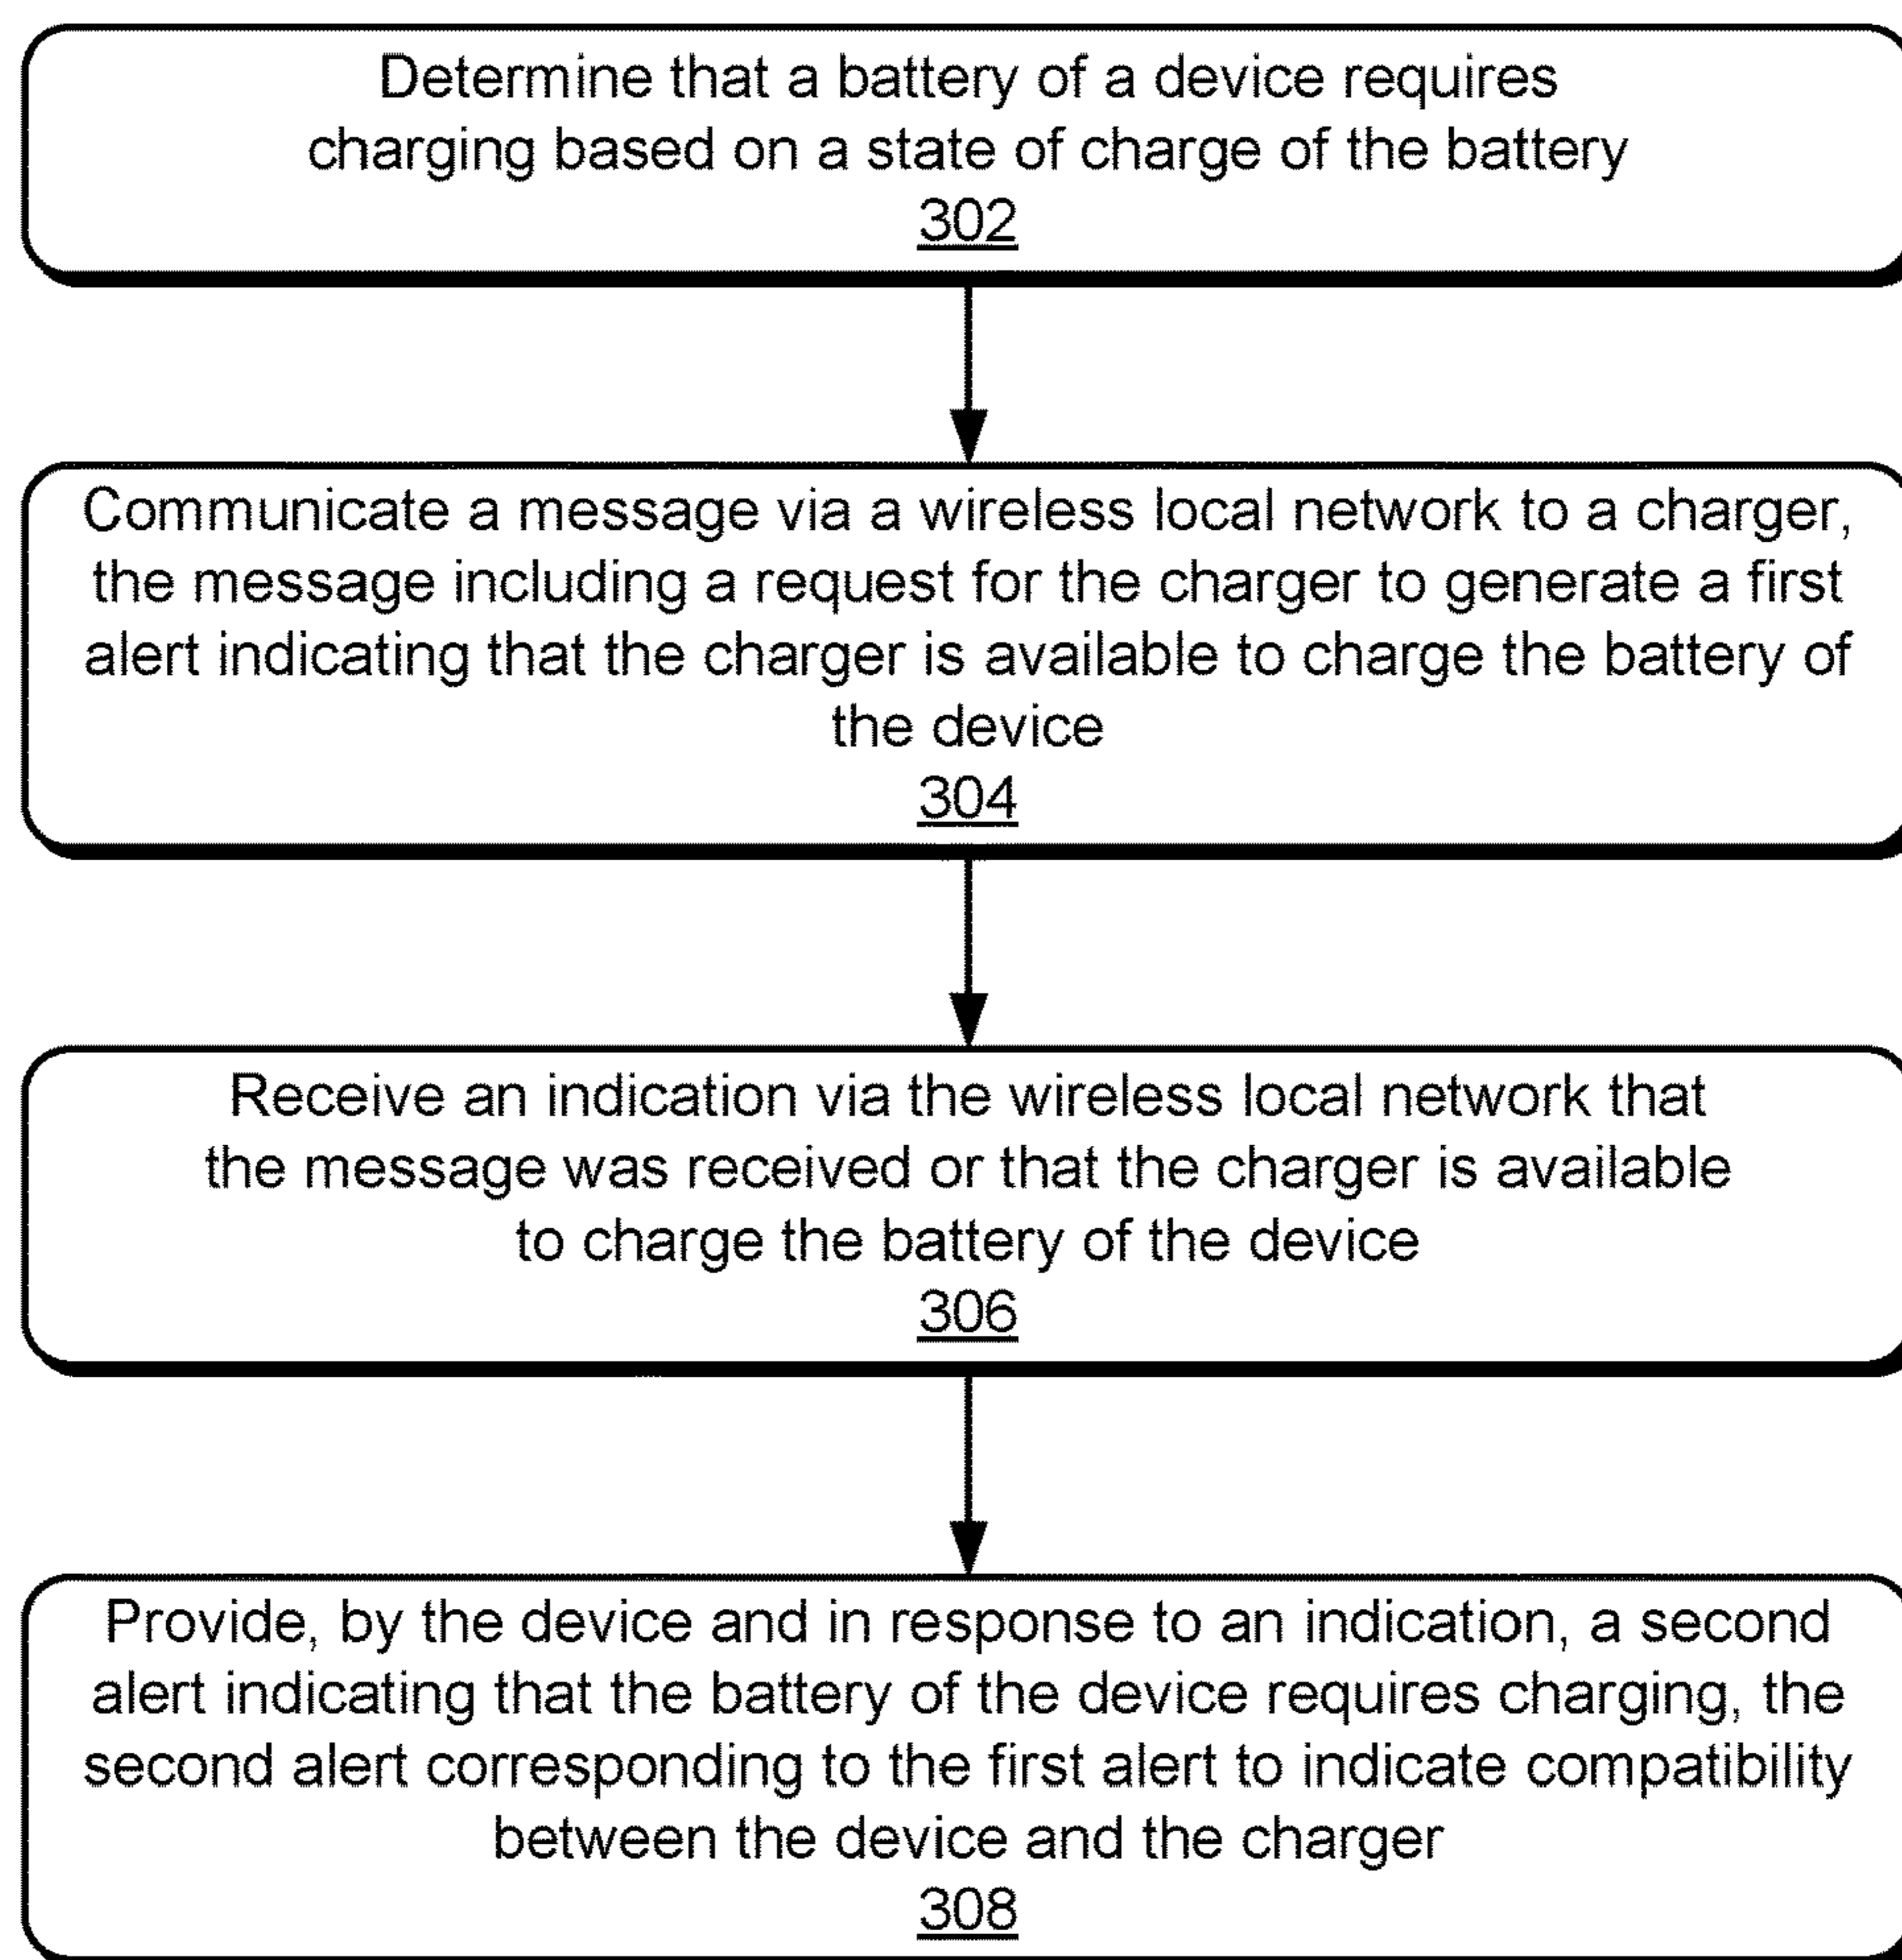 Determine that a battery of a device requires
charging based on a state of charge of the battery
302
Communicate a message via a wireless local network to a charger,
the message including a request for the charger to generate a first
alert indicating that the charger is available to charge the battery of
the device
304
Receive an indication via the wireless local network that
the message was received or that the charger is available
to charge the battery of the device
306
Provide, by the device and in response to an indication, a second
alert indicating that the battery of the device requires charging, the
second alert corresponding to the first alert to indicate compatibility
between the device and the charger
308